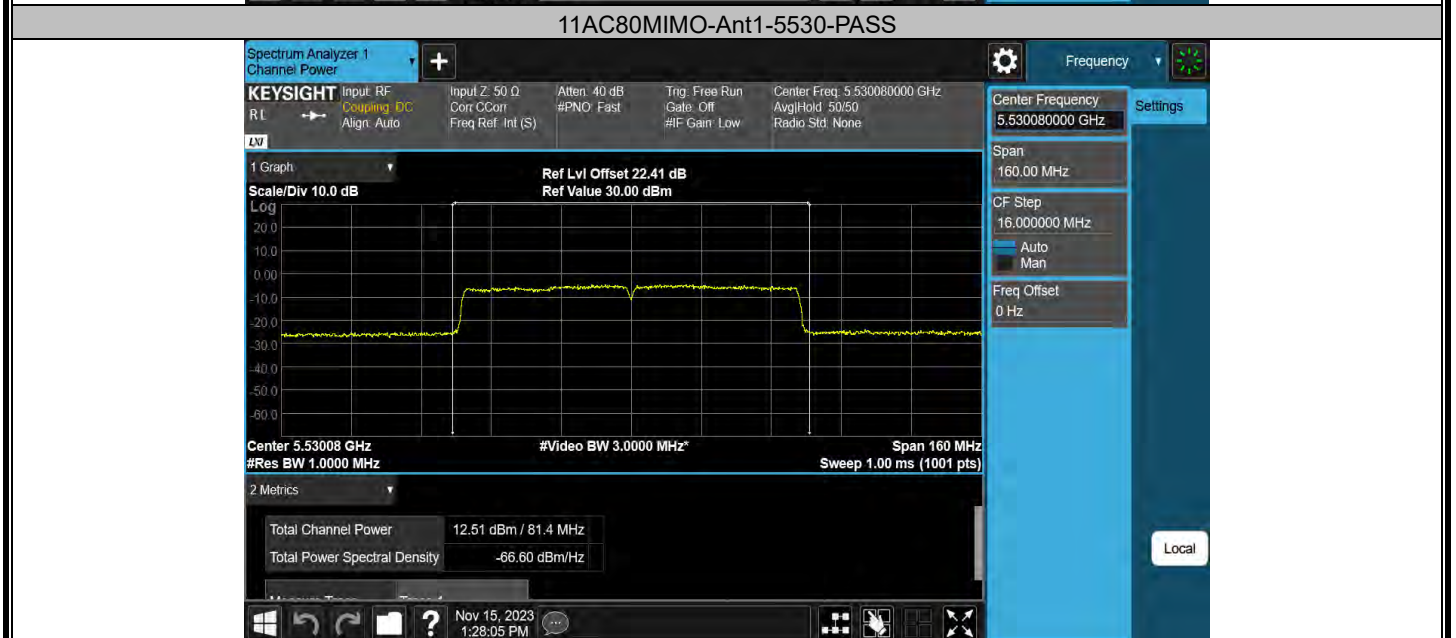 11AC80MIMO-Ant1-5530-PASS
Spectrum Analyzer 1
Channel Power
+
Frequency
KEYSIGHT
RL
LXI
Input: RF
Coupling: DC
Align: Auto
Input Z: 50 Ω
Corr CCorr
Freq Ref: Int (S)
Atten: 40 dB
#PNO: Fast
Trig: Free Run
Gate: Off
#IF Gain: Low
Center Freq: 5.530080000 GHz
Avg|Hold: 50/50
Radio Std: None
Center Frequency
5.530080000 GHz
Settings
Span
160.00 MHz
CF Step
16.000000 MHz
Auto
Man
Freq Offset
0 Hz
1 Graph
Scale/Div 10.0 dB
Ref Lvl Offset 22.41 dB
Ref Value 30.00 dBm
Log
20.0
10.0
0.00
-10.0
-20.0
-30.0
-40.0
-50.0
-60.0
Center 5.53008 GHz
#Video BW 3.0000 MHz*
Span 160 MHz
#Res BW 1.0000 MHz
Sweep 1.00 ms (1001 pts)
2 Metrics
Total Channel Power 12.51 dBm / 81.4 MHz
Total Power Spectral Density -66.60 dBm/Hz
Local
?
Nov 15, 2023
1:28:05 PM